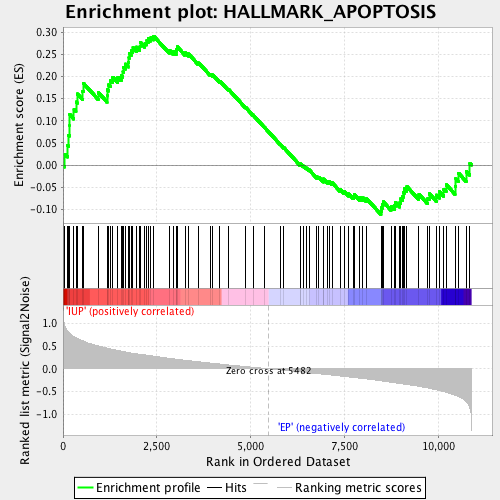 Enrichment plot: HALLMARK_APOPTOSIS
Enrichment score (ES)
0.30
0.25
0.20
0.15
0.10
0.05
0.00
-0.05
-0.10
'IUP' (positively correlated)
Ranked list metric (Signal2Noise)
1.0
0.5
0.0
-0.5
-1.0
Zero cross at 5482
'EP' (negatively correlated)
0
2,500
5,000
7,500
10,000
Rank in Ordered Dataset
Enrichment profile
Hits
Ranking metric scores